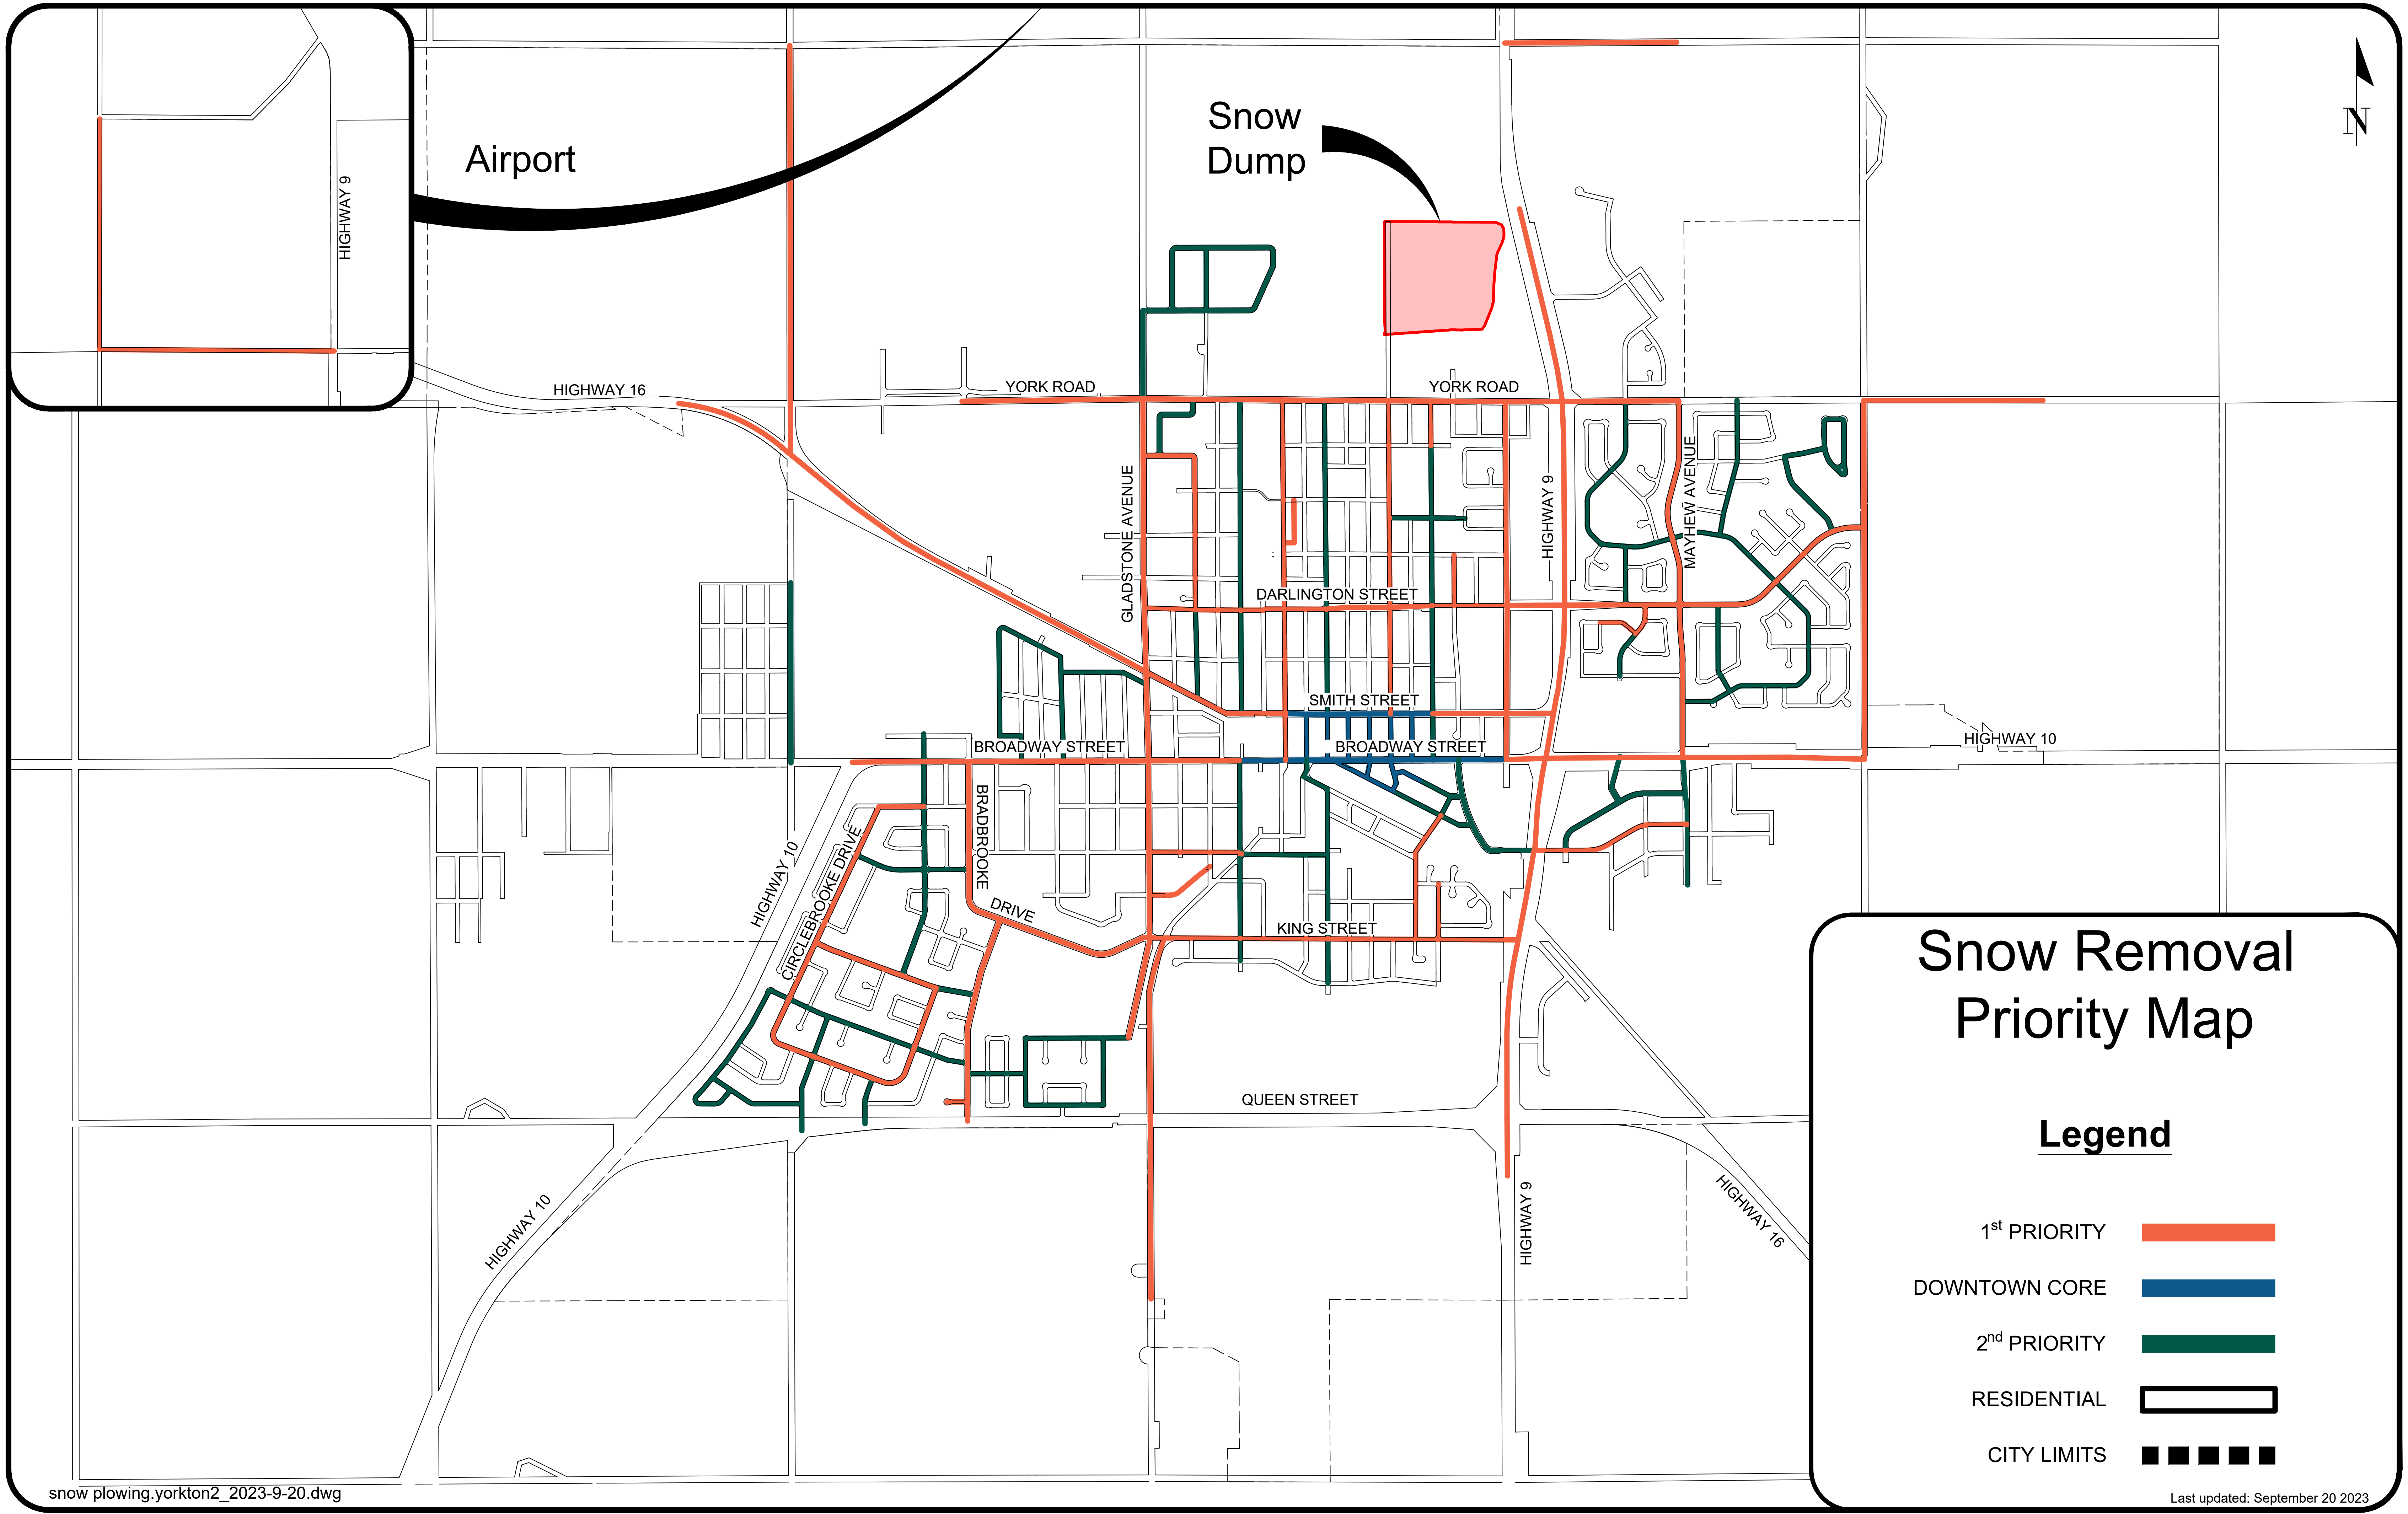 Airport
Snow
Dump
N
HIGHWAY 9
HIGHWAY 16
YORK ROAD
YORK ROAD
GLADSTONE AVENUE
HIGHWAY 9
MAYHEW AVENUE
DARLINGTON STREET
SMITH STREET
BROADWAY STREET
BROADWAY STREET
HIGHWAY 10
BRADBROOKE
DRIVE
CIRCLEBROOKE DRIVE
HIGHWAY 10
KING STREET
QUEEN STREET
HIGHWAY 10
HIGHWAY 9
HIGHWAY 16
Snow Removal
Priority Map
Legend
1st PRIORITY
DOWNTOWN CORE
2nd PRIORITY
RESIDENTIAL
CITY LIMITS
snow plowing.yorkton2_2023-9-20.dwg
Last updated: September 20 2023